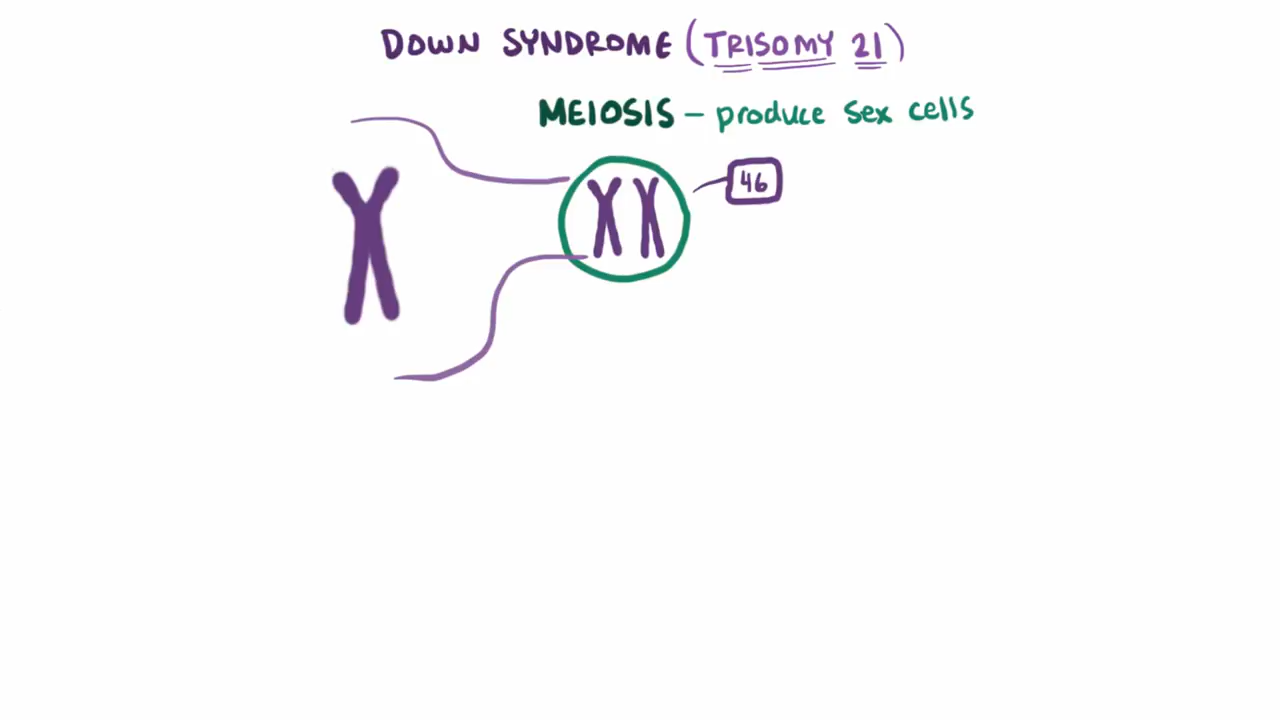 DOWN SYNDROME (TRISOMY 21)
MEIOSIS – produce sex cells
46